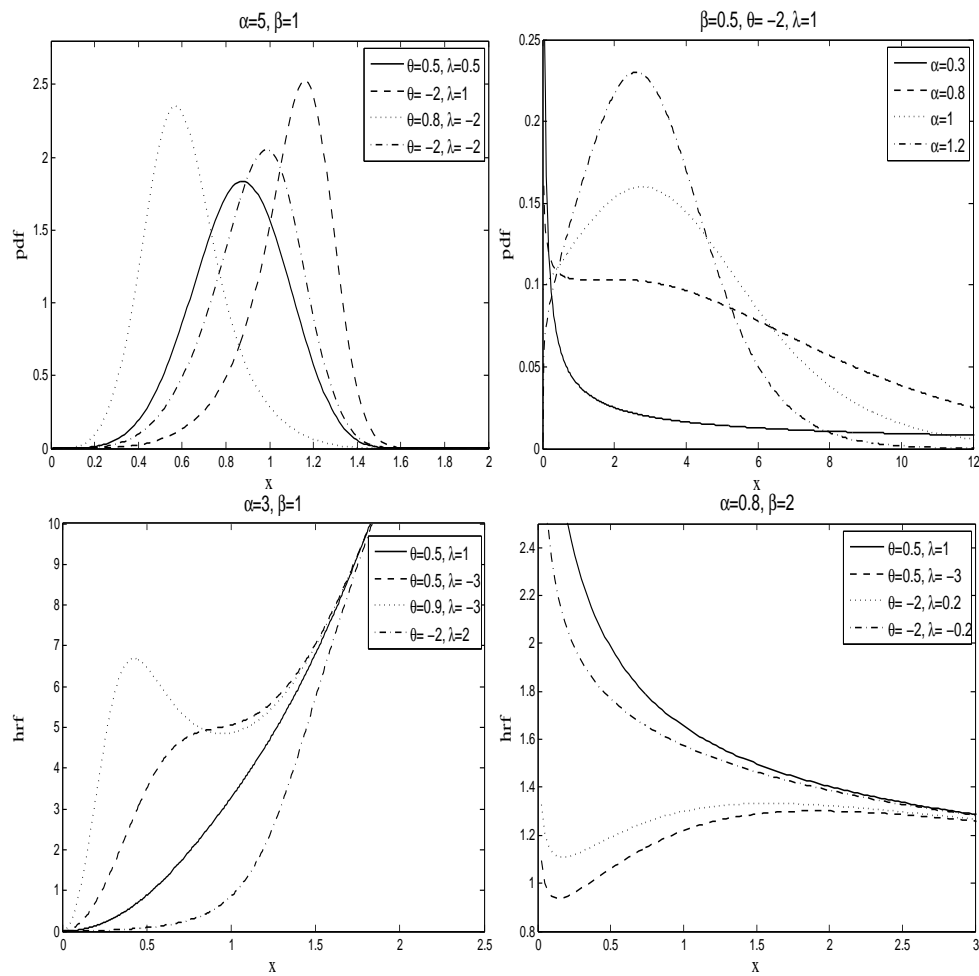 α=5, β=1
θ=0.5, λ=0.5
θ= −2, λ=1
θ=0.8, λ= −2
θ= −2, λ= −2
pdf
2.5
2
1.5
1
0.5
0
0 0.2 0.4 0.6 0.8 1 1.2 1.4 1.6 1.8 2
x
β=0.5, θ= −2, λ=1
α=0.3
α=0.8
α=1
α=1.2
pdf
0.25
0.2
0.15
0.1
0.05
0
0 2 4 6 8 10 12
x
α=3, β=1
θ=0.5, λ=1
θ=0.5, λ= −3
θ=0.9, λ= −3
θ= −2, λ=2
hrf
10
9
8
7
6
5
4
3
2
1
0
0 0.5 1 1.5 2 2.5
x
α=0.8, β=2
θ=0.5, λ=1
θ=0.5, λ= −3
θ= −2, λ=0.2
θ= −2, λ= −0.2
hrf
2.4
2.2
2
1.8
1.6
1.4
1.2
1
0.8
0 0.5 1 1.5 2 2.5 3
x